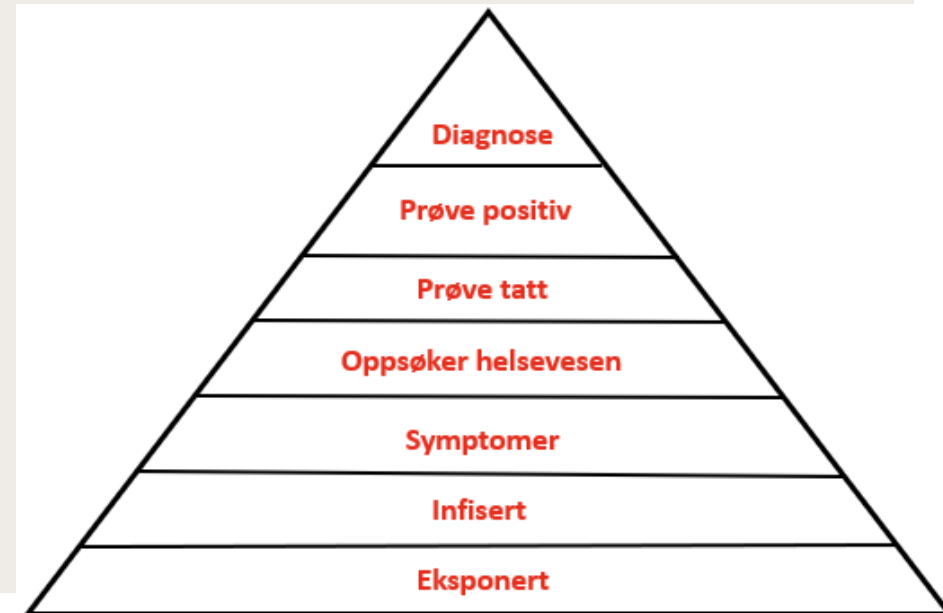 Diagnose
Prøve positiv
Prøve tatt
Oppsøker helsevesen
Symptomer
Infisert
Eksponert